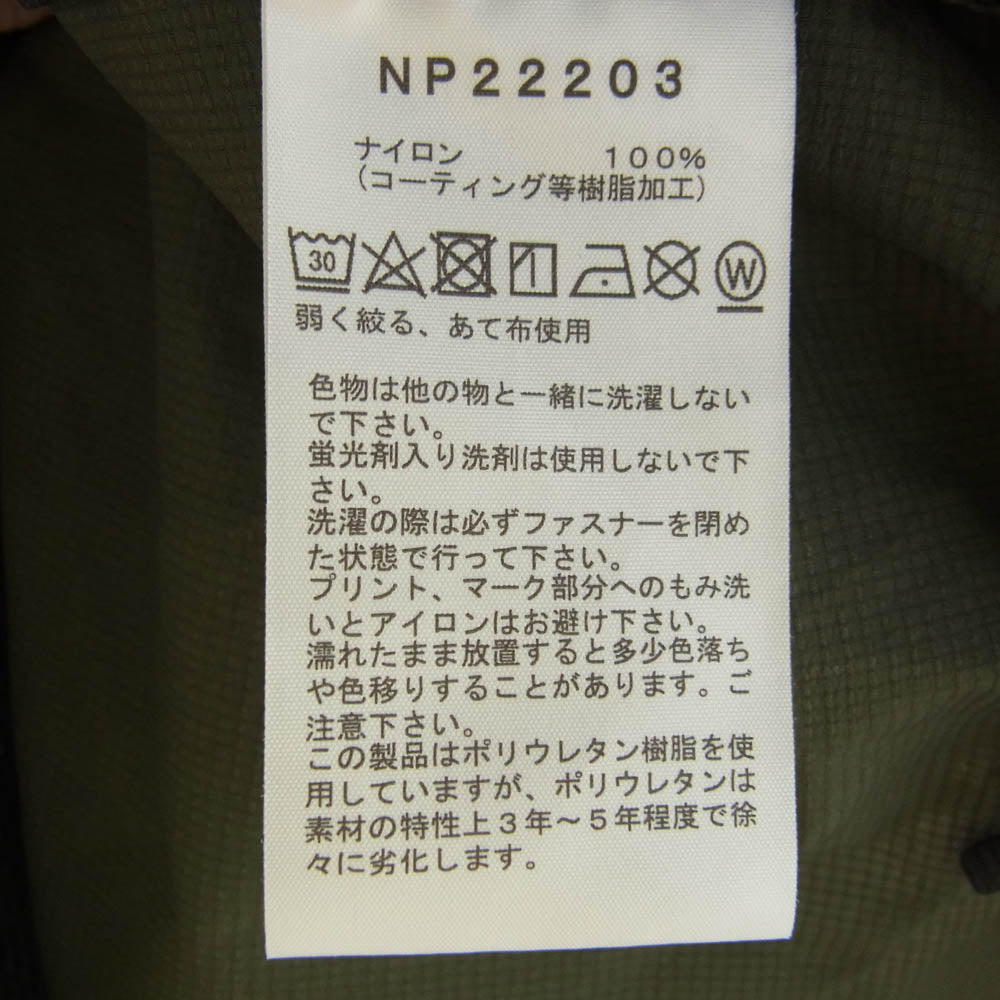 NP22203
ナイロン 100%
(コーティング等樹脂加工)
30 W
弱く絞る、あて布使用
色物は他の物と一緒に洗濯しない
で下さい。
蛍光剤入り洗剤は使用しないで下
さい。
洗濯の際は必ずファスナーを閉め
た状態で行って下さい。
プリント、マーク部分へのもみ洗
いとアイロンはお避け下さい。
濡れたまま放置すると多少色落ち
や色移りすることがあります。ご
注意下さい。
この製品はポリウレタン樹脂を使
用していますが、ポリウレタンは
素材の特性上3年～5年程度で徐
々に劣化します。